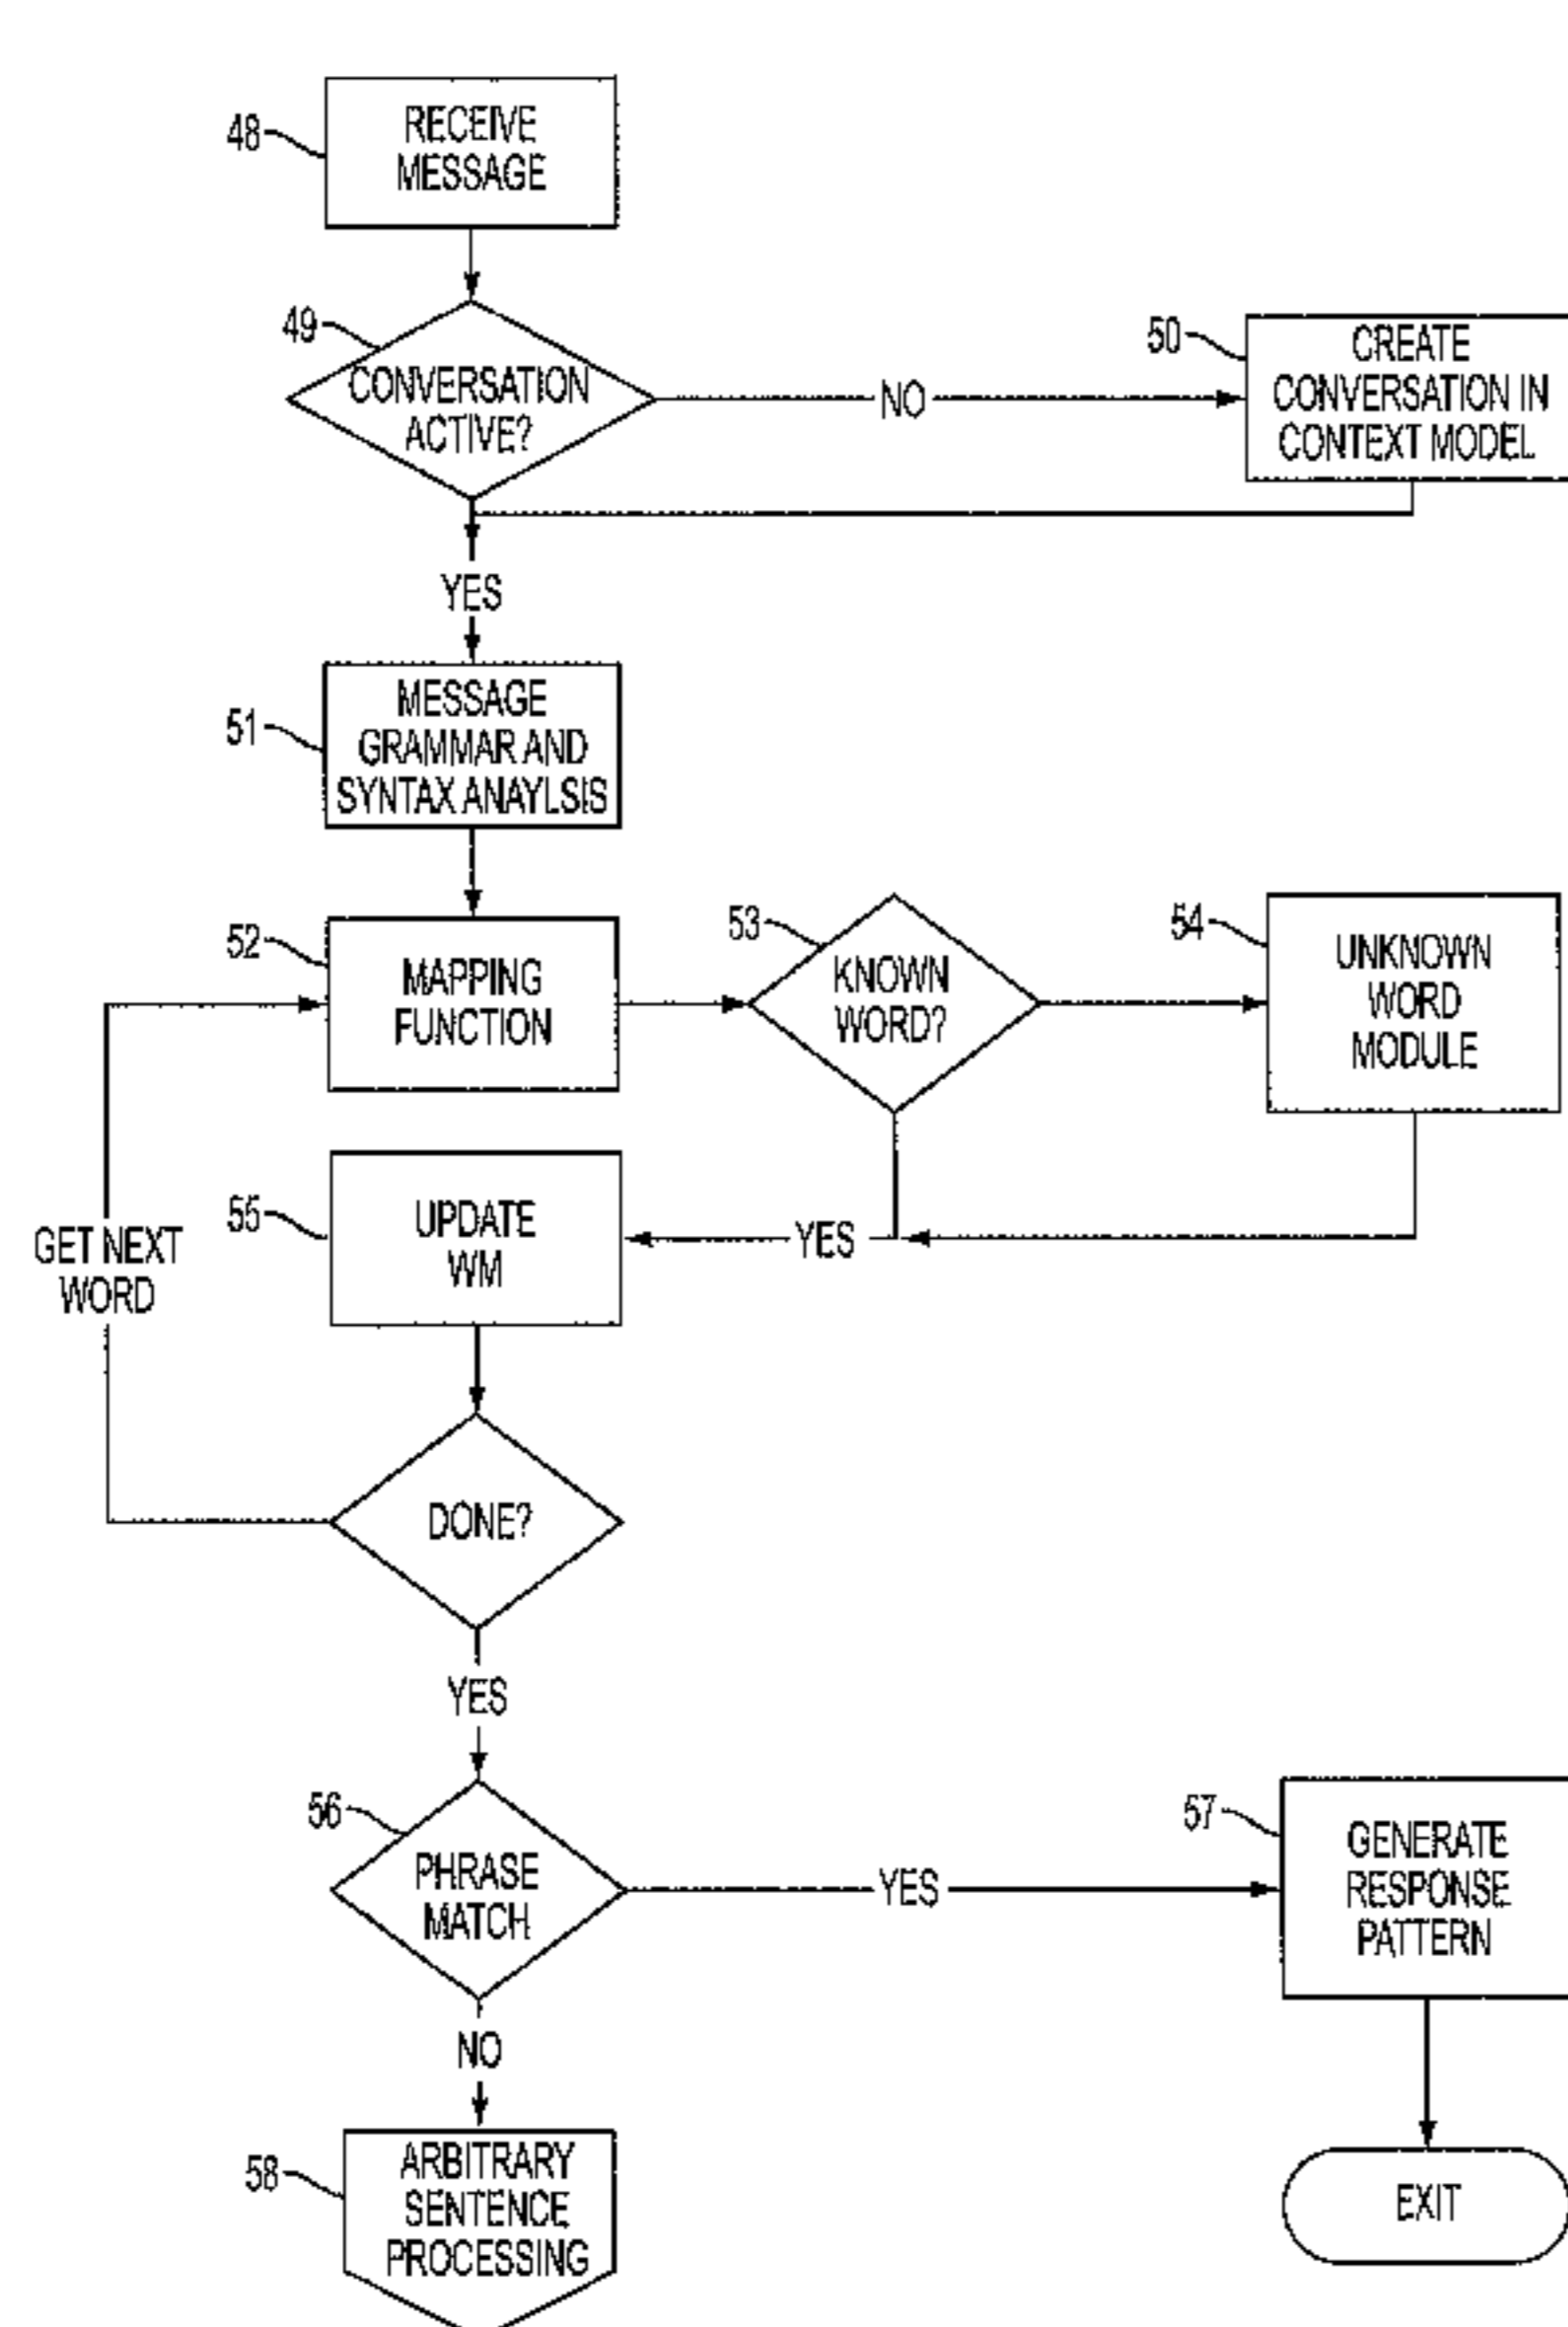 48
RECEIVE
MESSAGE
49
CONVERSATION
ACTIVE?
NO
50
CREATE
CONVERSATION IN
CONTEXT MODEL
YES
51
MESSAGE
GRAMMAR AND
SYNTAX ANAYLSIS
52
MAPPING
FUNCTION
53
KNOWN
WORD?
54
UNKNOWN
WORD
MODULE
GET NEXT
WORD
55
UPDATE
WM
YES
DONE?
YES
56
PHRASE
MATCH
YES
57
GENERATE
RESPONSE
PATTERN
NO
58
ARBITRARY
SENTENCE
PROCESSING
EXIT